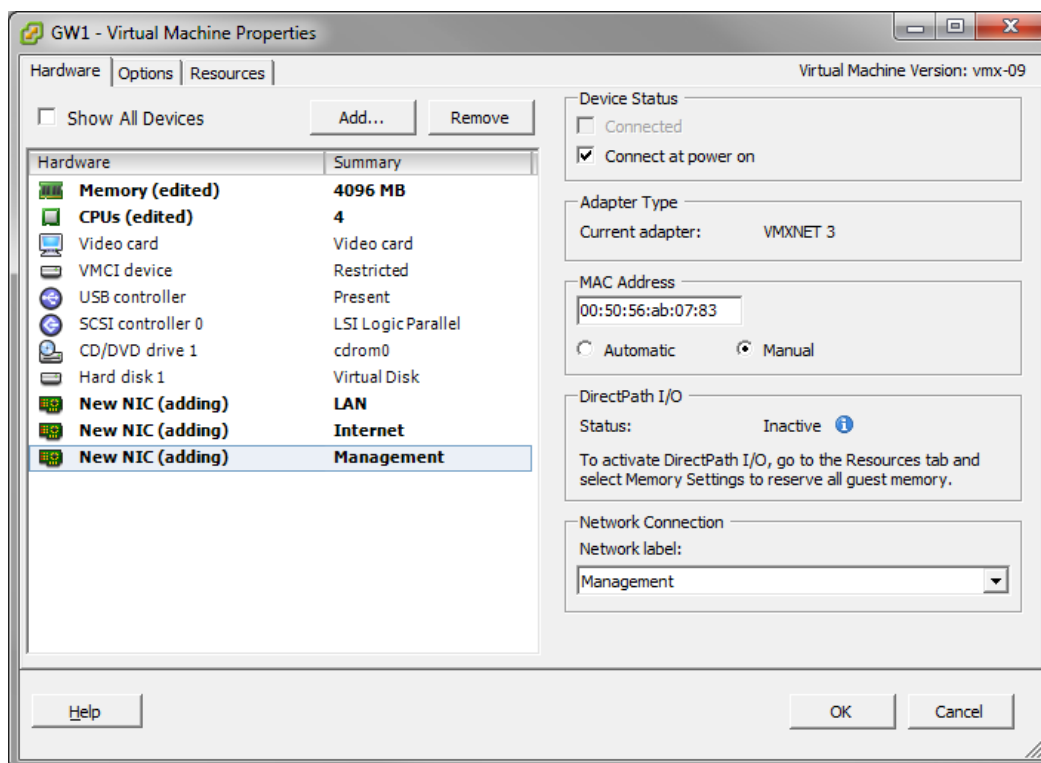 GW1 - Virtual Machine Properties
Hardware Options Resources
Virtual Machine Version: vmx-09
Show All Devices
Add...
Remove
Hardware Summary
Memory (edited) 4096 MB
CPUs (edited) 4
Video card Video card
VMCI device Restricted
USB controller Present
SCSI controller 0 LSI Logic Parallel
CD/DVD drive 1 cdrom0
Hard disk 1 Virtual Disk
New NIC (adding) LAN
New NIC (adding) Internet
New NIC (adding) Management
Device Status
Connected
Connect at power on
Adapter Type
Current adapter: VMXNET 3
MAC Address
00:50:56:ab:07:83
Automatic Manual
DirectPath I/O
Status: Inactive
To activate DirectPath I/O, go to the Resources tab and
select Memory Settings to reserve all guest memory.
Network Connection
Network label:
Management
Help
OK
Cancel